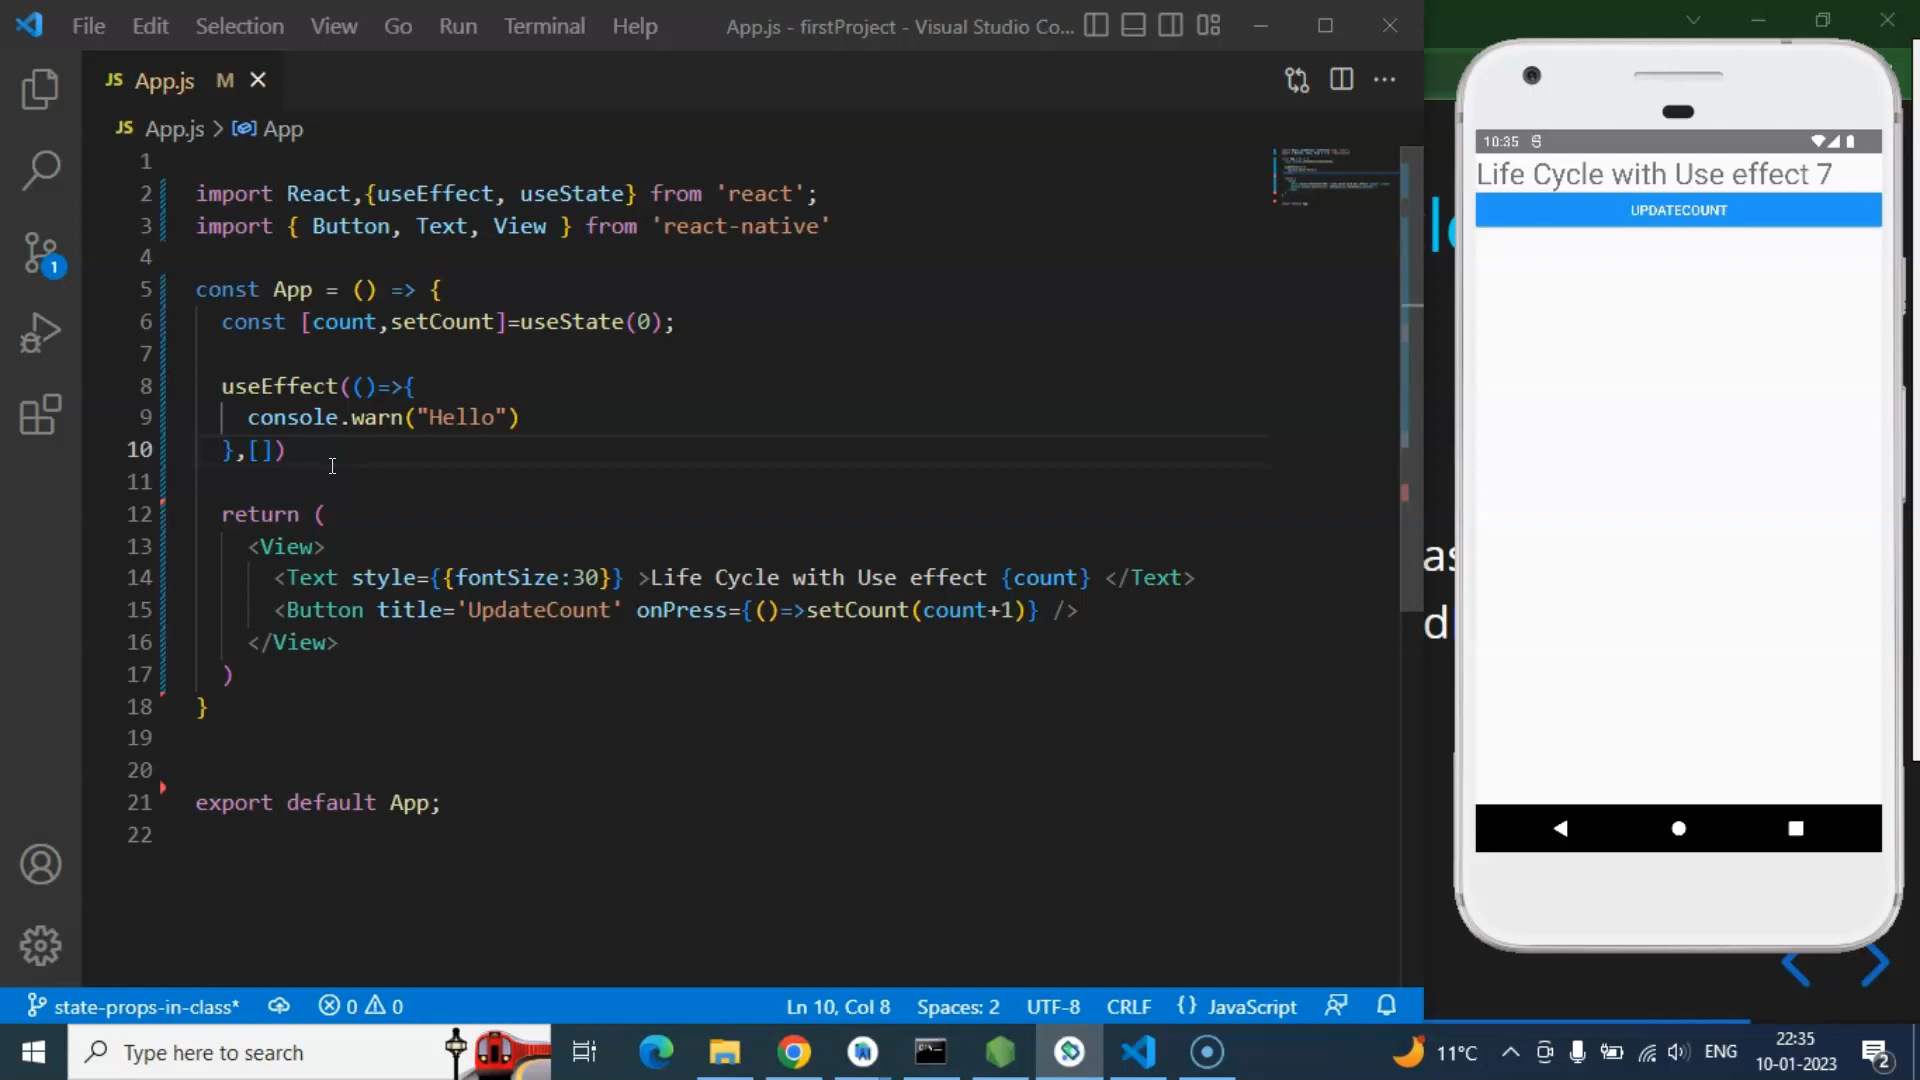 File Edit Selection View Go Run Terminal Help App.js - firstProject - Visual Studio Co...
JS App.js M
JS App.js > App
1
2 import React,{useEffect, useState} from 'react';
3 import { Button, Text, View } from 'react-native'
4
5 const App = () => {
6 const [count,setCount]=useState(0);
7
8 useEffect(()=>{
9 console.warn("Hello")
10 },[])
11
12 return (
13 <View>
14 <Text style={{fontSize:30}} >Life Cycle with Use effect {count} </Text>
15 <Button title='UpdateCount' onPress={()=>setCount(count+1)} />
16 </View>
17 )
18 }
19
20
21 export default App;
22
1
10:35
Life Cycle with Use effect 7
UPDATECOUNT
as
d
state-props-in-class* 0 0 Ln 10, Col 8 Spaces: 2 UTF-8 CRLF {} JavaScript
Type here to search 11°C ENG 22:35
10-01-2023
2